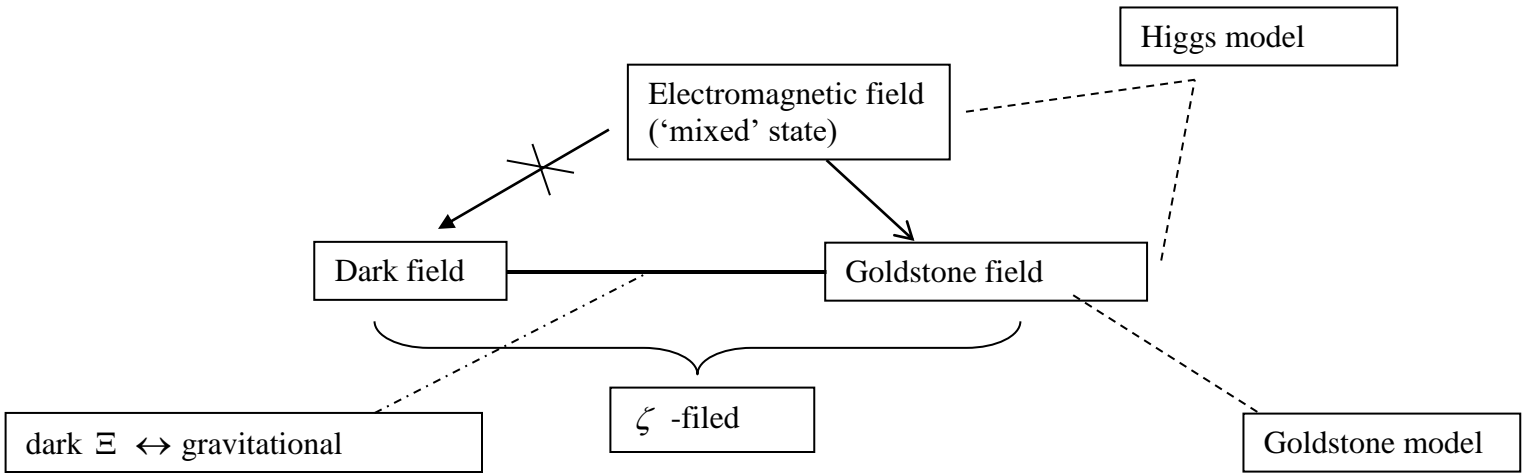 Higgs model
Electromagnetic field
(‘mixed’ state)
Dark field
Goldstone field
ζ -filed
dark Ξ ↔ gravitational
Goldstone model